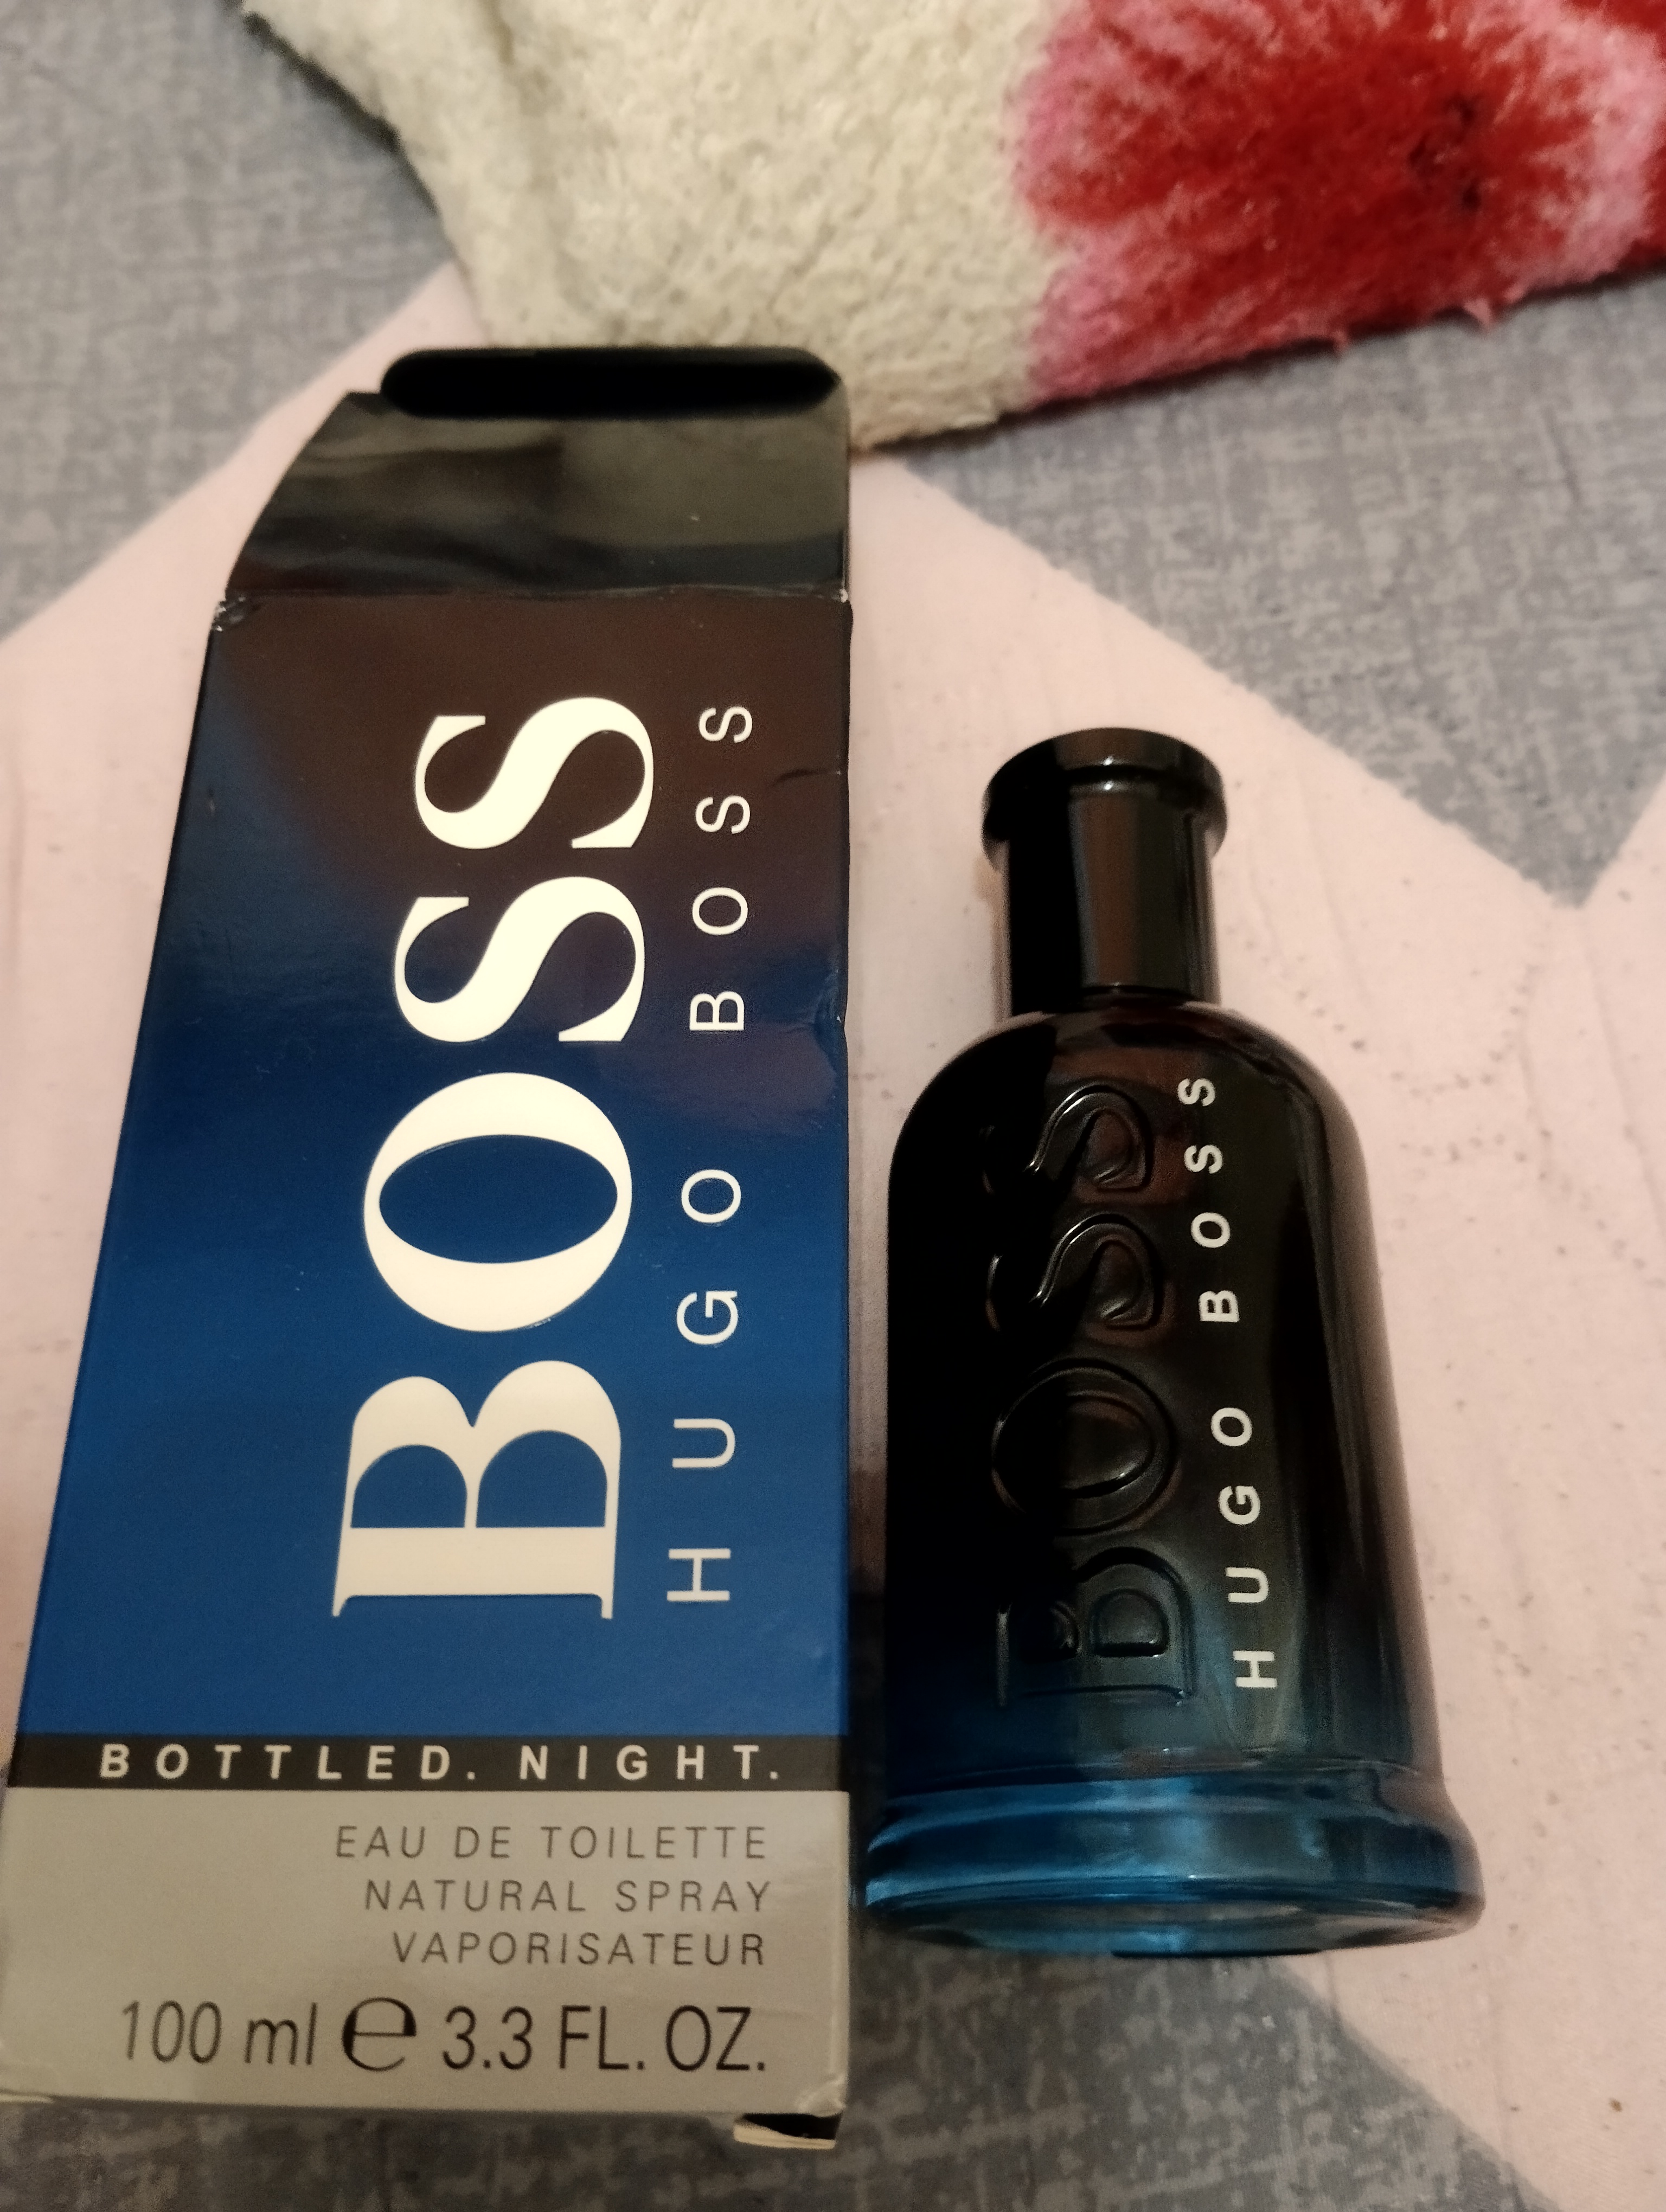 BOSS
HUGO BOSS
BOTTLED. NIGHT.
EAU DE TOILETTE
NATURAL SPRAY
VAPORISATEUR
100 ml ℮ 3.3 FL. OZ.
BOSS
HUGO BOSS